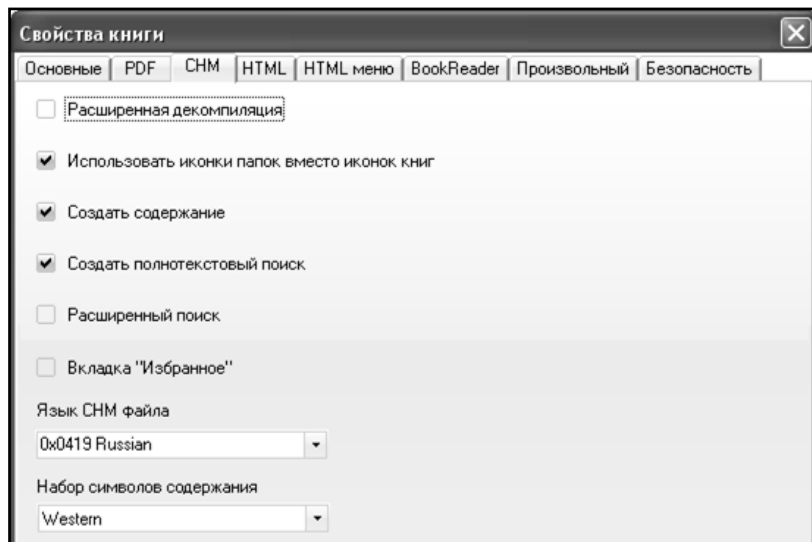 Свойства книги
Основные PDF CHM HTML HTML меню BookReader Произвольный Безопасность
Расширенная декомпиляция
Использовать иконки папок вместо иконок книг
Создать содержание
Создать полнотекстовый поиск
Расширенный поиск
Вкладка "Избранное"
Язык CHM файла
0x0419 Russian
Набор символов содержания
Western